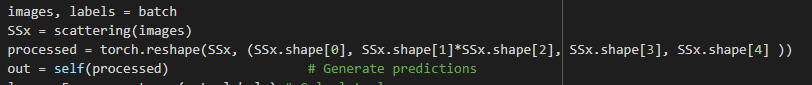 images, labels = batch
SSx = scattering(images)
processed = torch.reshape(SSx, (SSx.shape[0], SSx.shape[1]*SSx.shape[2], SSx.shape[3], SSx.shape[4] ))
out = self(processed) # Generate predictions